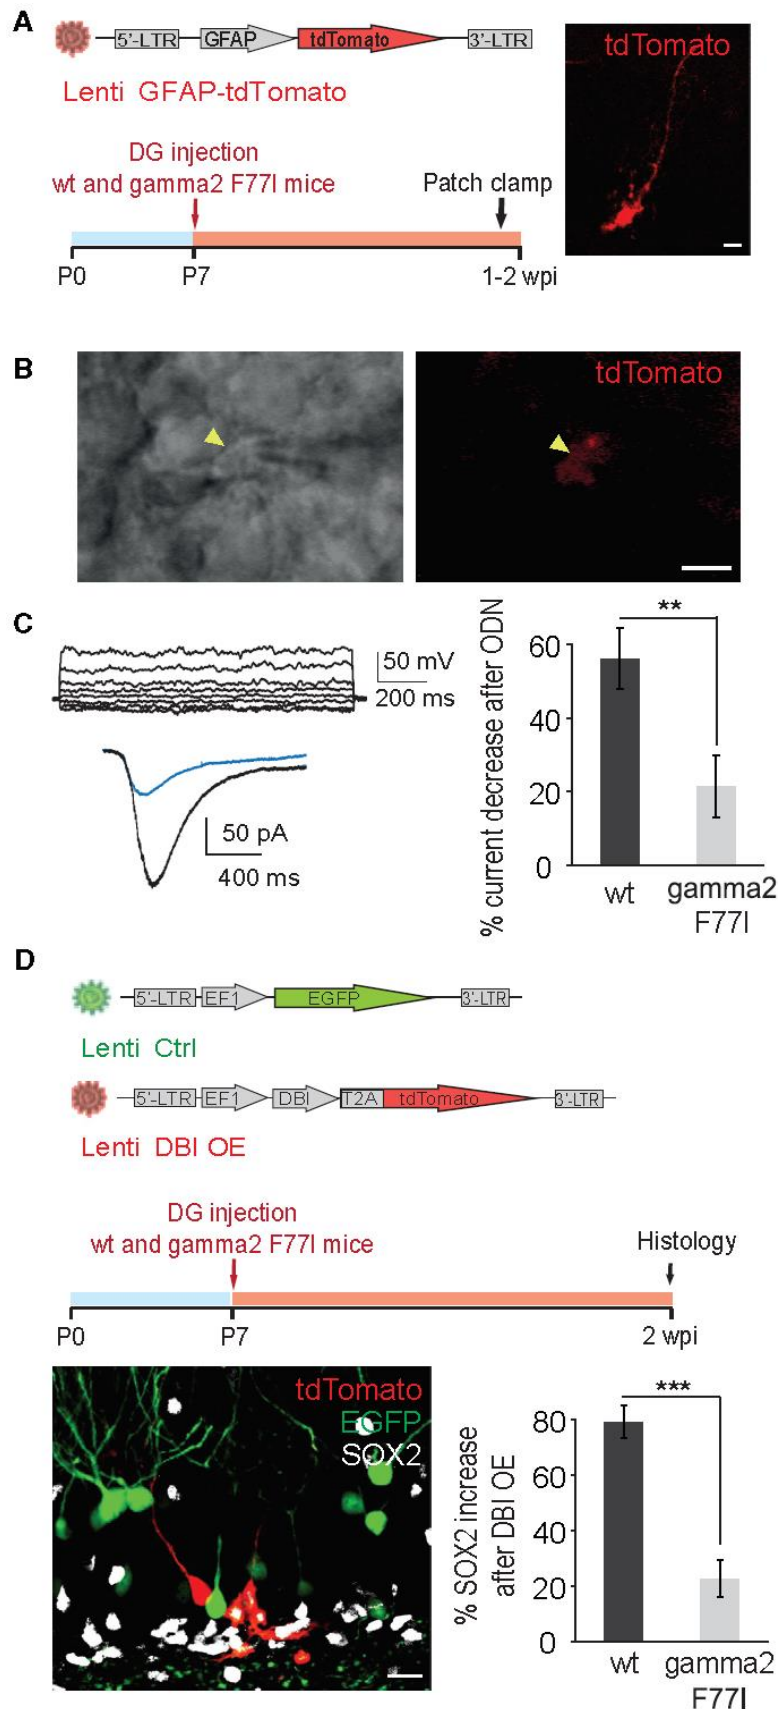 A
5'-LTR GFAP tdTomato 3'-LTR
Lenti GFAP-tdTomato
tdTomato
DG injection
wt and gamma2 F77I mice
Patch clamp
P0 P7 1-2 wpi
B
tdTomato
C
50 mV
200 ms
50 pA
400 ms
% current decrease after ODN
**
60
40
20
0
wt gamma2
F77I
D
5'-LTR EF1 EGFP 3'-LTR
Lenti Ctrl
5'-LTR EF1 DBI T2A tdTomato 3'-LTR
Lenti DBI OE
DG injection
wt and gamma2 F77I mice
Histology
P0 P7 2 wpi
tdTomato
EGFP
SOX2
% SOX2 increase
after DBI OE
***
80
60
40
20
0
wt gamma2
F77I